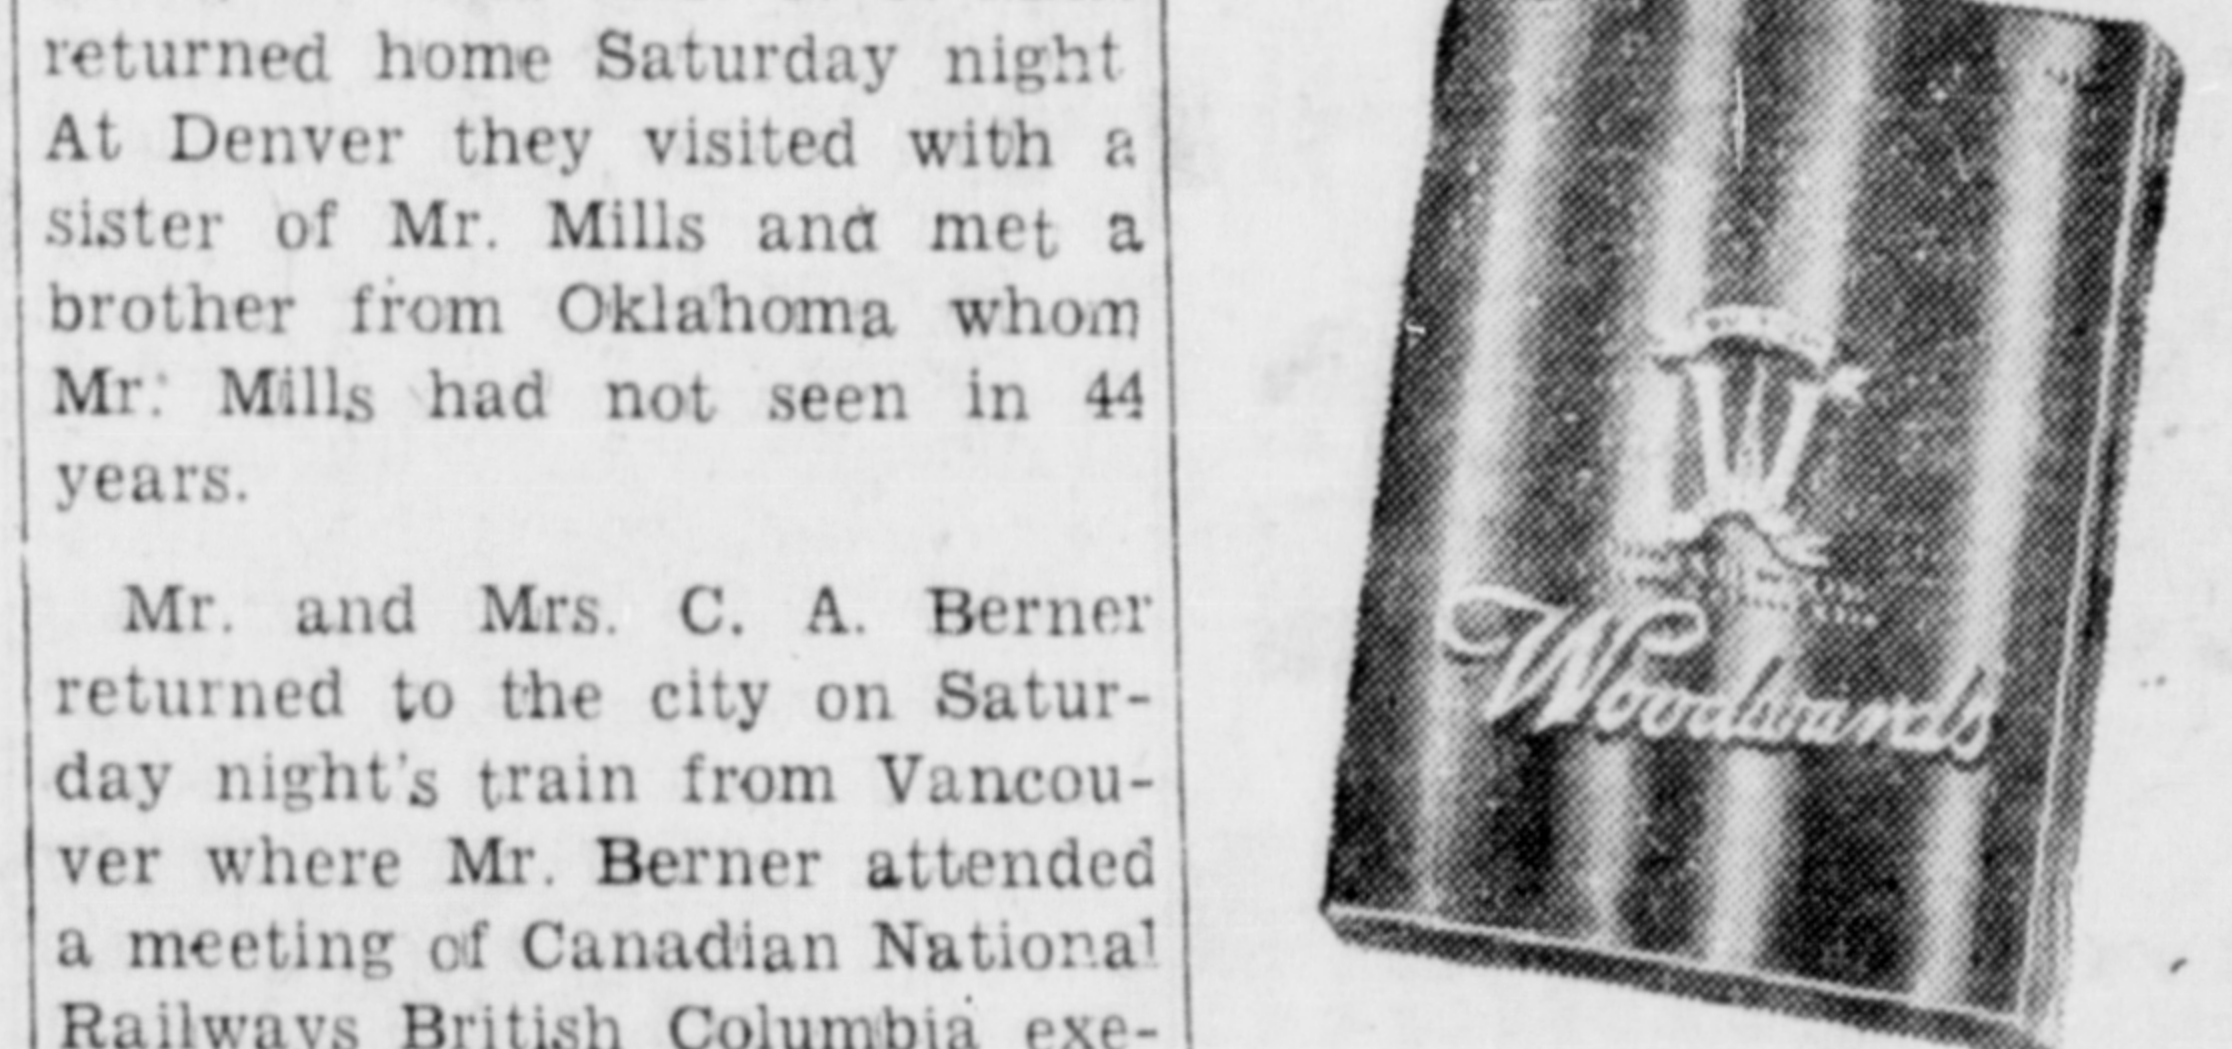 returned home Saturday night
At Denver they visited with a
sister of Mr. Mills and met a
brother from Oklahoma whom
Mr. Mills had not seen in 44
years.
Mr. and Mrs. C. A. Berner
returned to the city on Satur-
day night's train from Vancou-
ver where Mr. Berner attended
a meeting of Canadian National
Railways British Columbia exe-
W
Woodwards